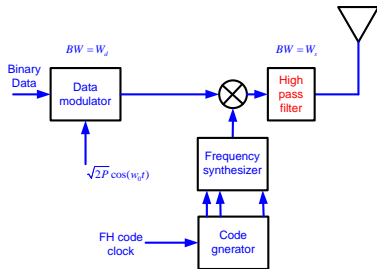 BW = W_d
BW = W_s
Binary
Data
Data
modulator
High
pass
filter
√2P cos(w_0t)
Frequency
synthesizer
FH code
clock
Code
gnerator